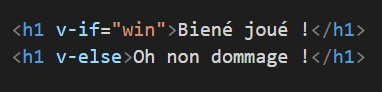 <h1 v-if="win">Biené joué !</h1>
<h1 v-else>Oh non dommage !</h1>